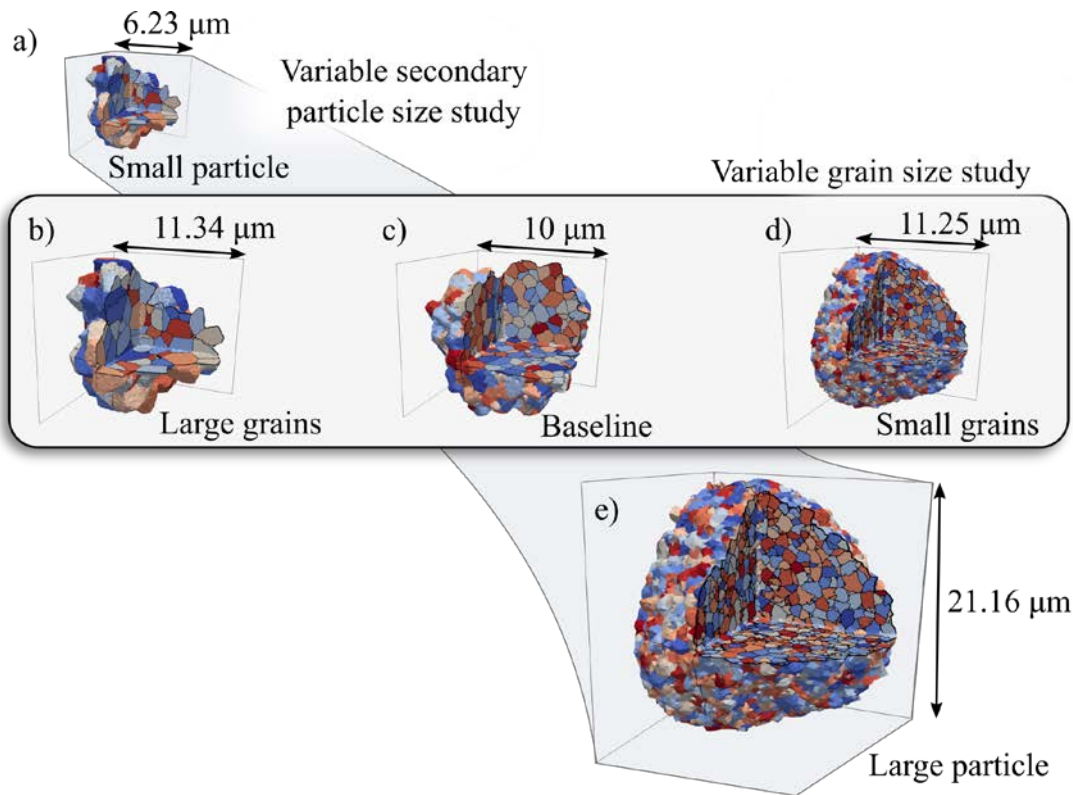 6.23 μm
a)
Variable secondary
particle size study
Small particle
Variable grain size study
b)
11.34 μm
c)
10 μm
d)
11.25 μm
Large grains
Baseline
Small grains
e)
21.16 μm
Large particle